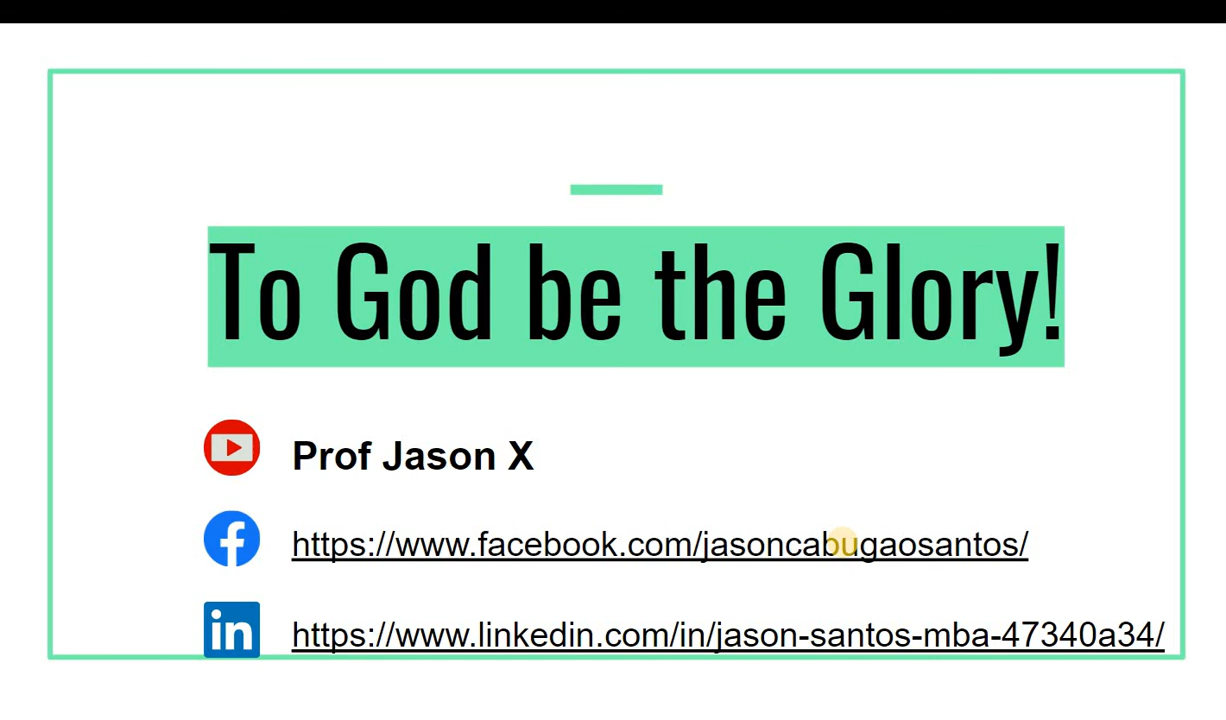 To God be the Glory!
Prof Jason X
https://www.facebook.com/jasoncabugaosantos/
in
https://www.linkedin.com/in/jason-santos-mba-47340a34/